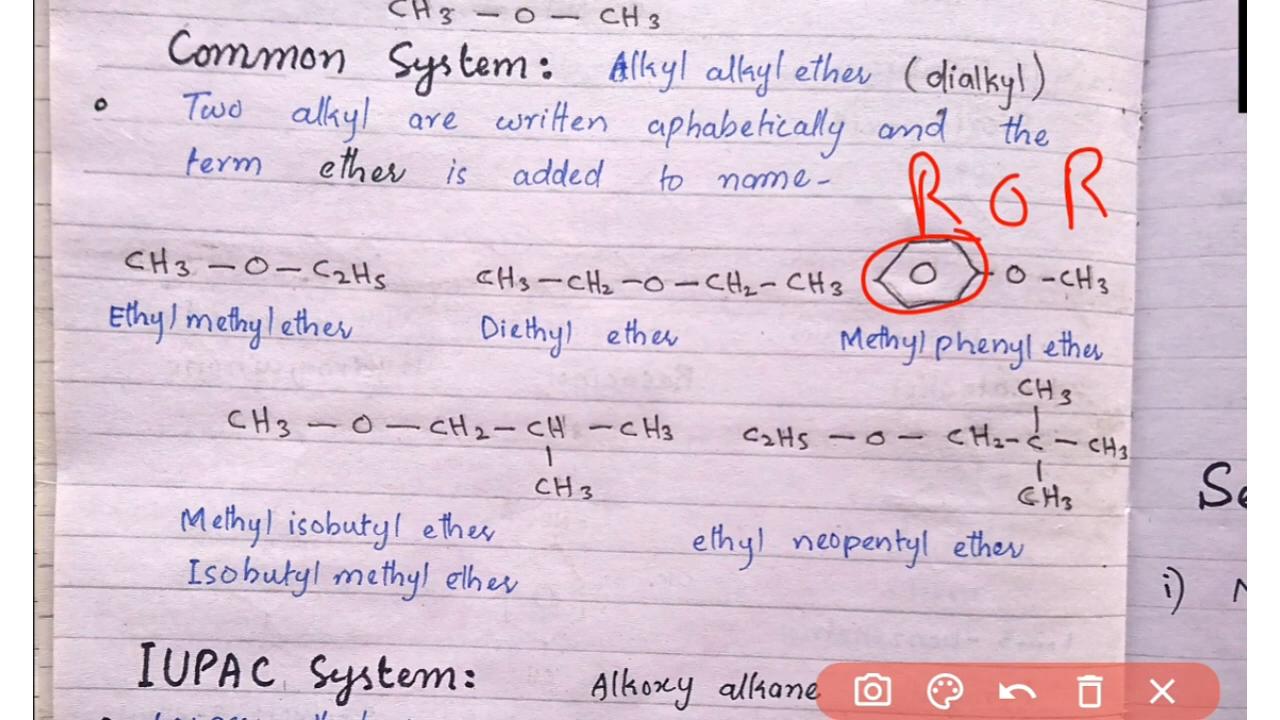 CH3 - O - CH3
Common System: Alkyl alkyl ether (dialkyl)
Two alkyl are written aphabetically and the
term ether is added to name-
R O R
CH3 - O - C2H5
CH3 - CH2 - O - CH2 - CH3
O - O - CH3
Ethyl methyl ether
Diethyl ether
Methyl phenyl ether
CH3
CH3 - O - CH2 - CH - CH3
C2H5 - O - CH2 - C - CH3
CH3
CH3
Methyl isobutyl ether
ethyl neopentyl ether
Isobutyl methyl ether
i)
IUPAC System: Alkoxy alkane